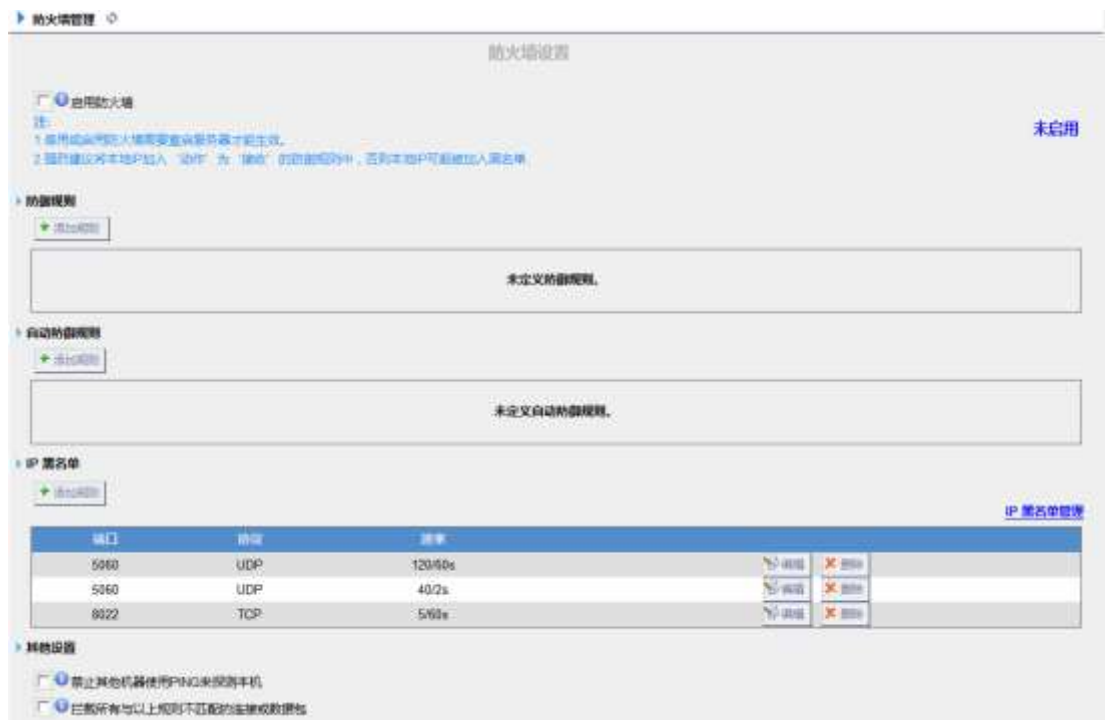 防火墙管理
防火墙设置
启用防火墙
注:
1.禁用或启用防火墙需要重启服务器才能生效。
2.强烈建议将本地IP加入 '动作' 为 '接收' 的防御规则中，否则本地IP可能被加入黑名单
未启用
防御规则
添加规则
未定义防御规则。
自动防御规则
添加规则
未定义自动防御规则。
IP 黑名单
添加规则
IP 黑名单管理
端口 协议 速率
5060 UDP 120/60s 编辑 删除
5060 UDP 40/2s 编辑 删除
8022 TCP 5/60s 编辑 删除
其他设置
禁止其他机器使用PING来探测本机
拦截所有与以上规则不匹配的连接或数据包